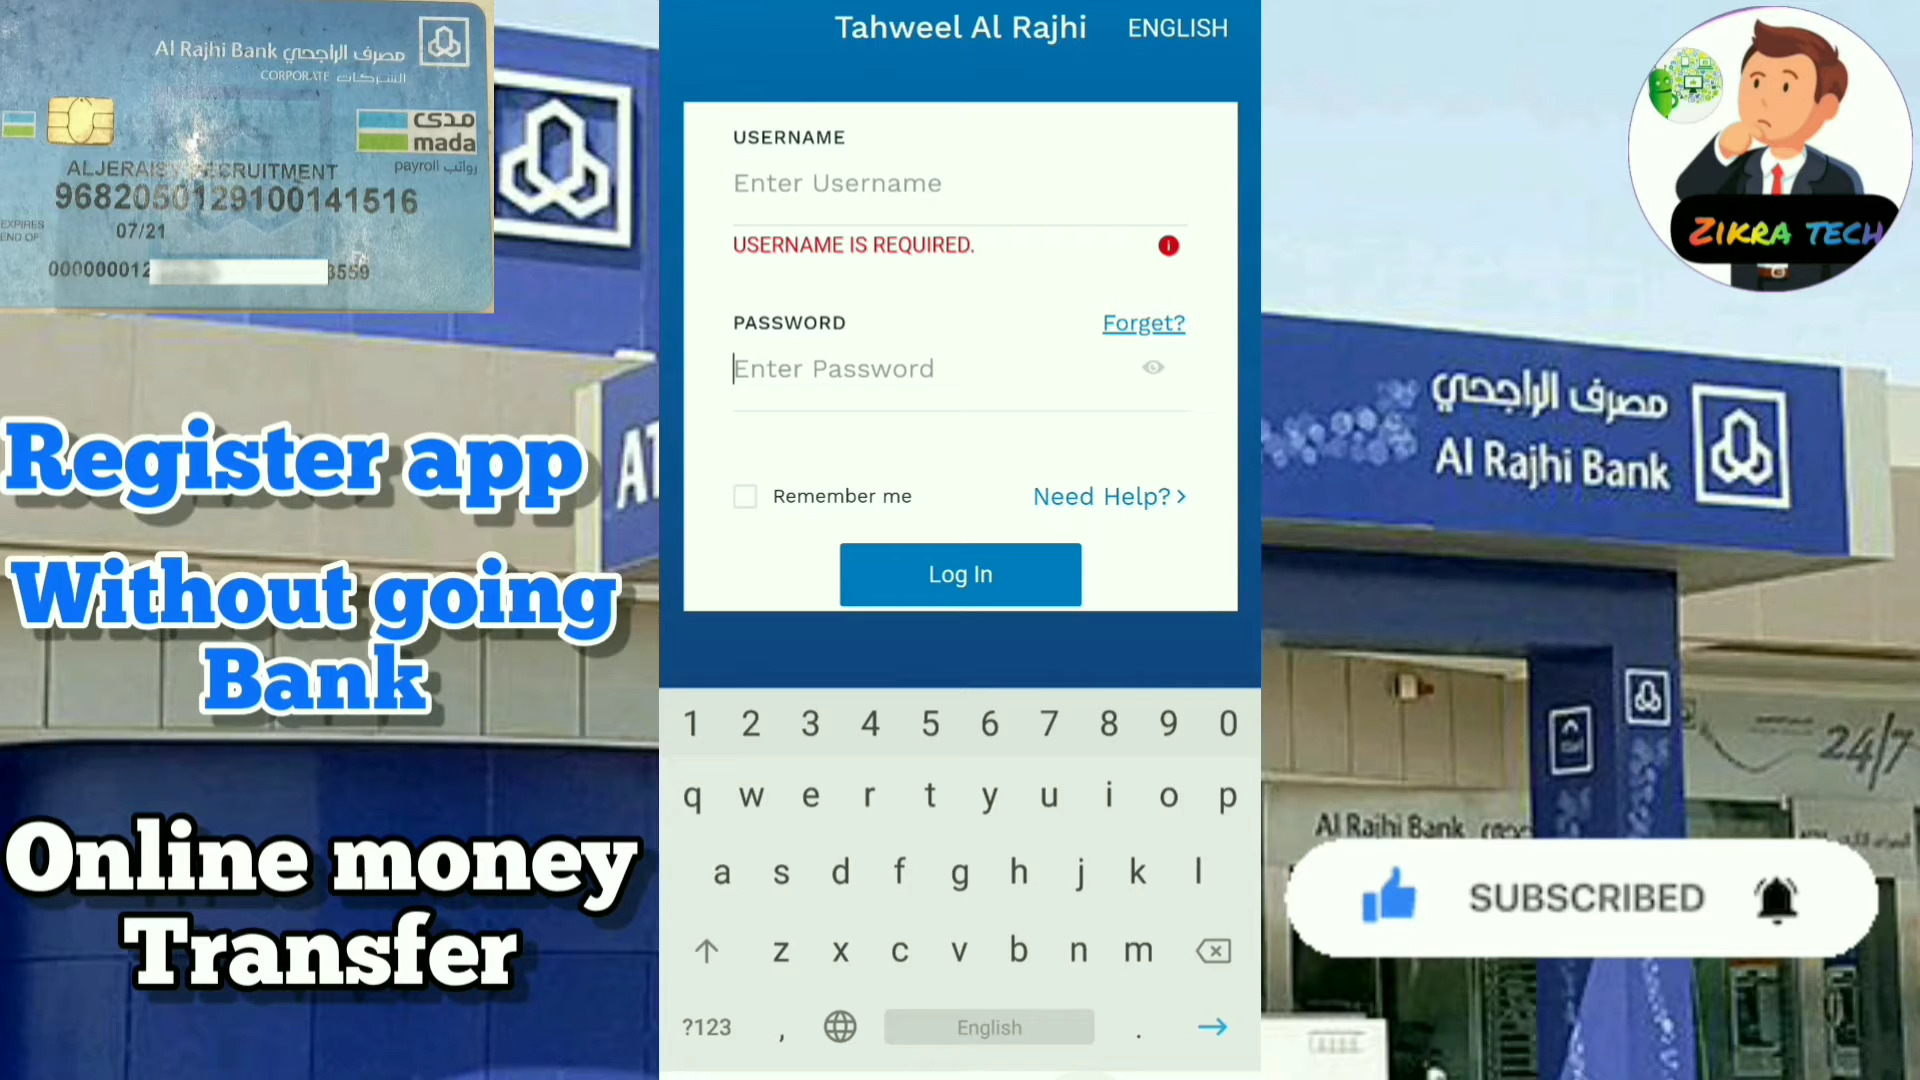 Al Rajhi Bank مصرف الراجحي
CORPORATE الشركات
مدى
mada
payroll رواتب
ALJERAISY RECRUITMENT
9682050129100141516
EXPIRES
END OF
07/21
000000012
3559
Register app
Without going
Bank
Online money
Transfer
AT
Tahweel Al Rajhi
ENGLISH
USERNAME
Enter Username
USERNAME IS REQUIRED.
PASSWORD
Forget?
Enter Password
Remember me
Need Help?
Log In
1 2 3 4 5 6 7 8 9 0
q w e r t y u i o p
a s d f g h j k l
z x c v b n m
?123 , English .
ZIKRA TECH
مصرف الراجحي
Al Rajhi Bank
24/7
Al Rajhi Bank
SUBSCRIBED